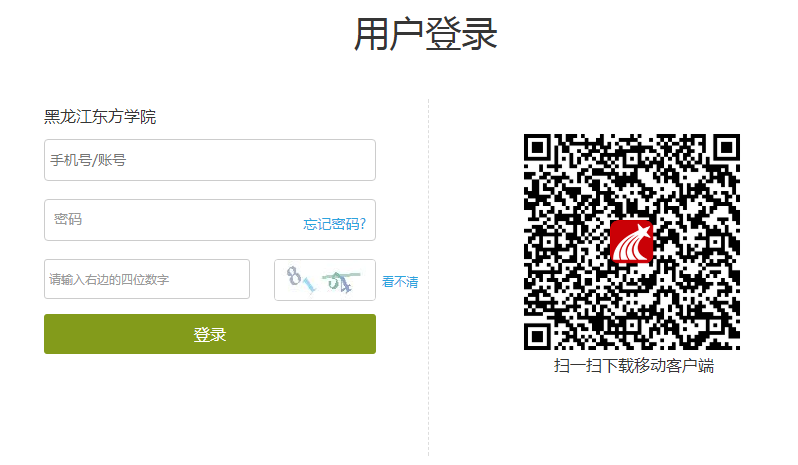 用户登录
黑龙江东方学院
手机号/账号
密码
忘记密码?
请输入右边的四位数字
看不清
登录
扫一扫下载移动客户端